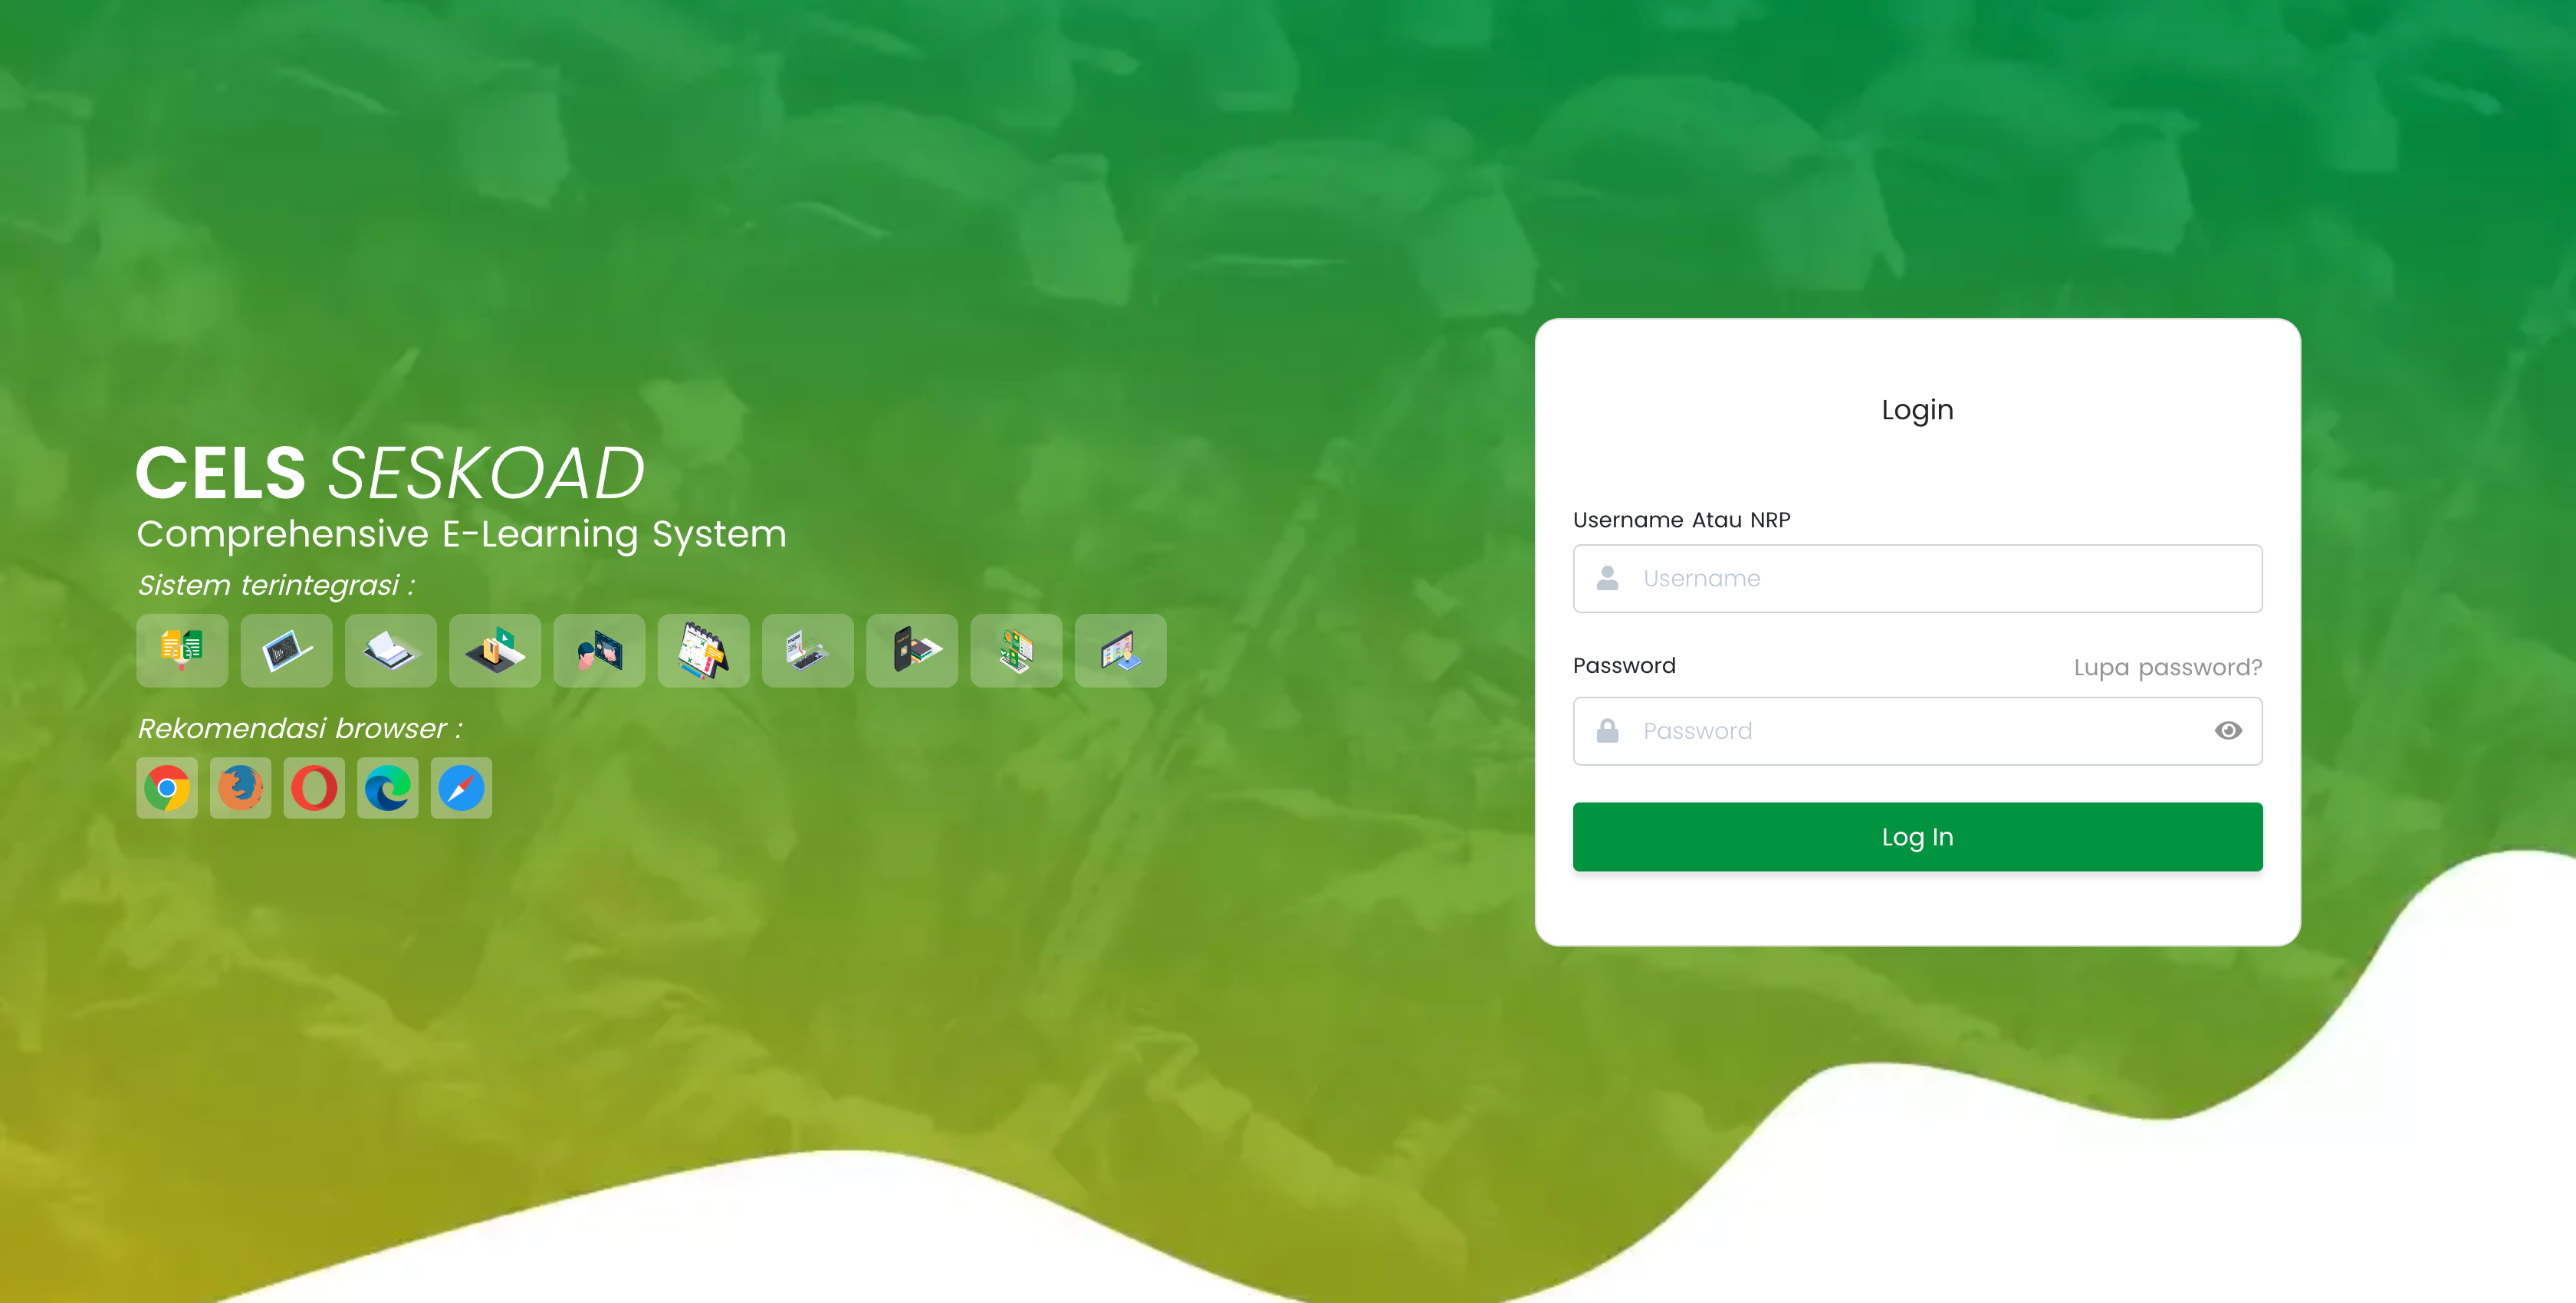 CELS SESKOAD
Comprehensive E-Learning System
Sistem terintegrasi :
Rekomendasi browser :
Login
Username Atau NRP
Username
Password
Lupa password?
Password
Log In